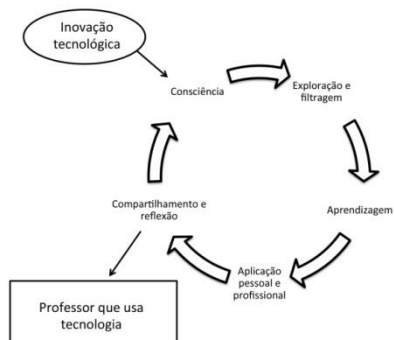 Inovação
tecnológica
Consciência
Exploração e
filtragem
Aprendizagem
Aplicação
pessoal e
profissional
Compartilhamento e
reflexão
Professor que usa
tecnologia